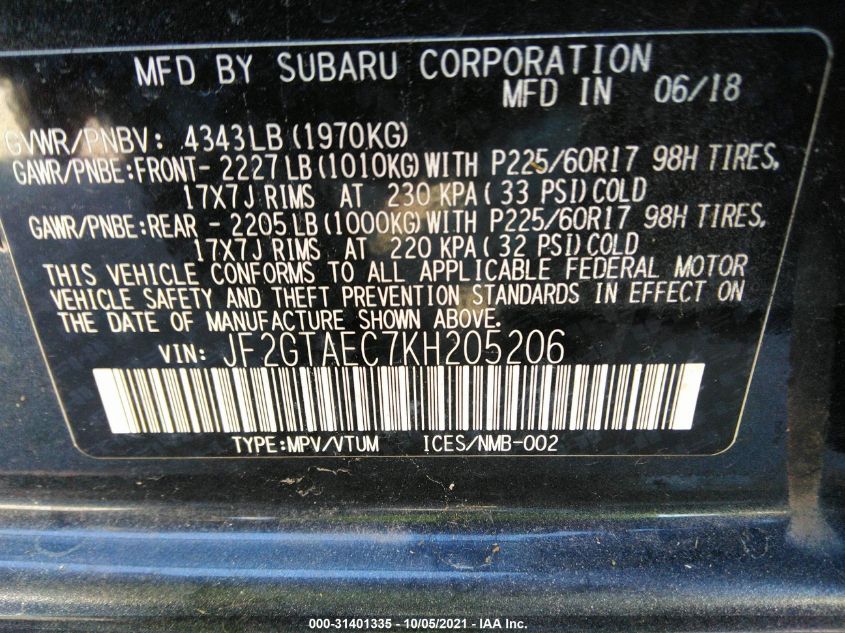 MFD BY SUBARU CORPORATION
MFD IN 06/18
GVWR/PNBV: 4343LB(1970KG)
GAWR/PNBE:FRONT- 2227LB(1010KG)WITH P225/60R17 98H TIRES,
17X7J RIMS AT 230 KPA( 33 PSI)COLD
GAWR/PNBE:REAR - 2205LB(1000KG)WITH P225/60R17 98H TIRES,
17X7J RIMS AT 220 KPA( 32 PSI)COLD
THIS VEHICLE CONFORMS TO ALL APPLICABLE FEDERAL MOTOR
VEHICLE SAFETY AND THEFT PREVENTION STANDARDS IN EFFECT ON
THE DATE OF MANUFACTURE SHOWN ABOVE.
VIN: JF2GTAEC7KH205206
TYPE:MPV/VTUM ICES/NMB-002
000-31401335 - 10/05/2021 - IAA Inc.